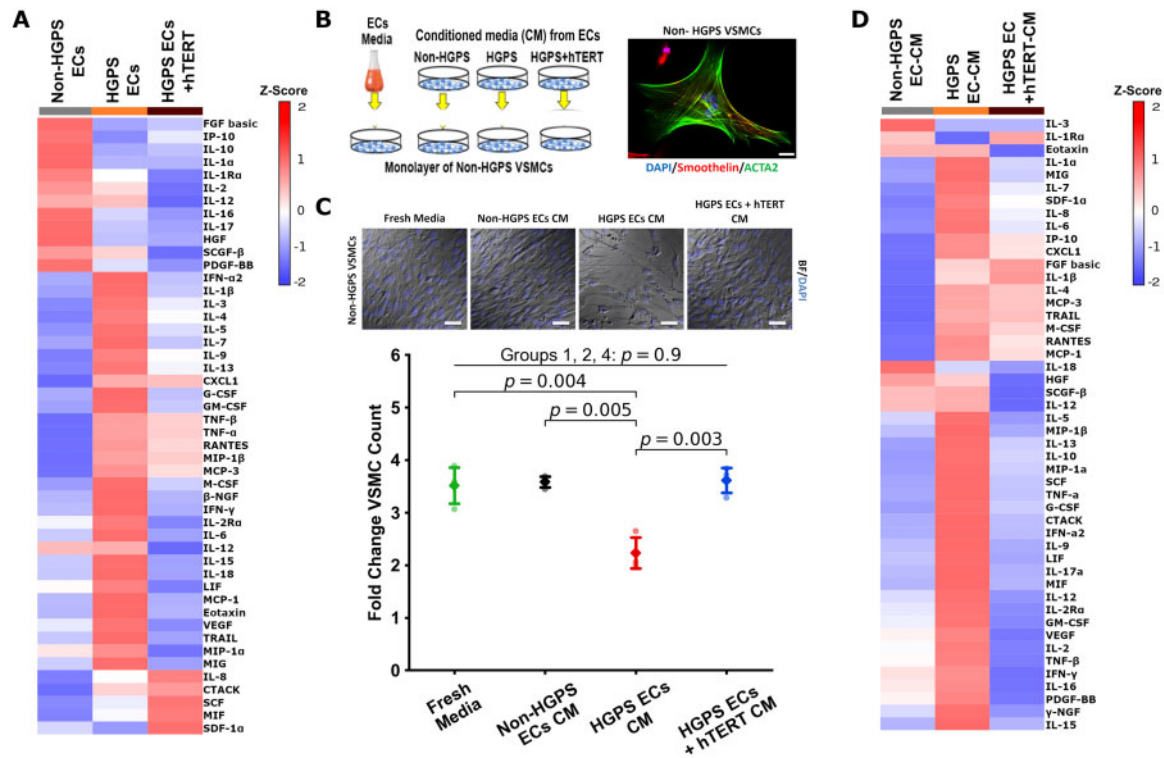 A
Non-HGPS
ECs
HGPS
ECs
HGPS ECs
+hTERT
Z-Score
2
1
0
-1
-2
FGF basic
IP-10
IL-10
IL-1α
IL-1Rα
IL-2
IL-12
IL-16
IL-17
HGF
SCGF-β
PDGF-BB
IFN-α2
IL-1β
IL-3
IL-4
IL-5
IL-7
IL-9
IL-13
CXCL1
G-CSF
GM-CSF
TNF-β
TNF-α
RANTES
MIP-1β
MCP-3
M-CSF
β-NGF
IFN-γ
IL-2Rα
IL-6
IL-12
IL-15
IL-18
LIF
MCP-1
Eotaxin
VEGF
TRAIL
MIP-1α
MIG
IL-8
CTACK
SCF
MIF
SDF-1α
B
ECs
Media
Conditioned media (CM) from ECs
Non-HGPS HGPS HGPS+hTERT
Monolayer of Non-HGPS VSMCs
Non- HGPS VSMCs
DAPI/Smoothelin/ACTA2
C
Fresh Media
Non-HGPS ECs CM
HGPS ECs CM
HGPS ECs + hTERT
CM
Non-HGPS VSMCs
BF/DAPI
Groups 1, 2, 4: p = 0.9
p = 0.004
p = 0.005
p = 0.003
Fold Change VSMC Count
6
5
4
3
2
1
0
Fresh
Media
Non-HGPS
ECs CM
HGPS ECs
CM
HGPS ECs
+ hTERT CM
D
Non-HGPS
EC-CM
HGPS
EC-CM
HGPS EC
+hTERT-CM
Z-Score
2
1
0
-1
-2
IL-3
IL-1Rα
Eotaxin
IL-1α
MIG
IL-7
SDF-1α
IL-8
IL-6
IP-10
CXCL1
FGF basic
IL-1β
IL-4
MCP-3
TRAIL
M-CSF
RANTES
MCP-1
IL-18
HGF
SCGF-β
IL-12
IL-5
MIP-1β
IL-13
IL-10
MIP-1a
SCF
TNF-a
G-CSF
CTACK
IFN-a2
IL-9
LIF
IL-17a
MIF
IL-12
IL-2Rα
GM-CSF
VEGF
IL-2
TNF-β
IFN-γ
IL-16
PDGF-BB
γ-NGF
IL-15